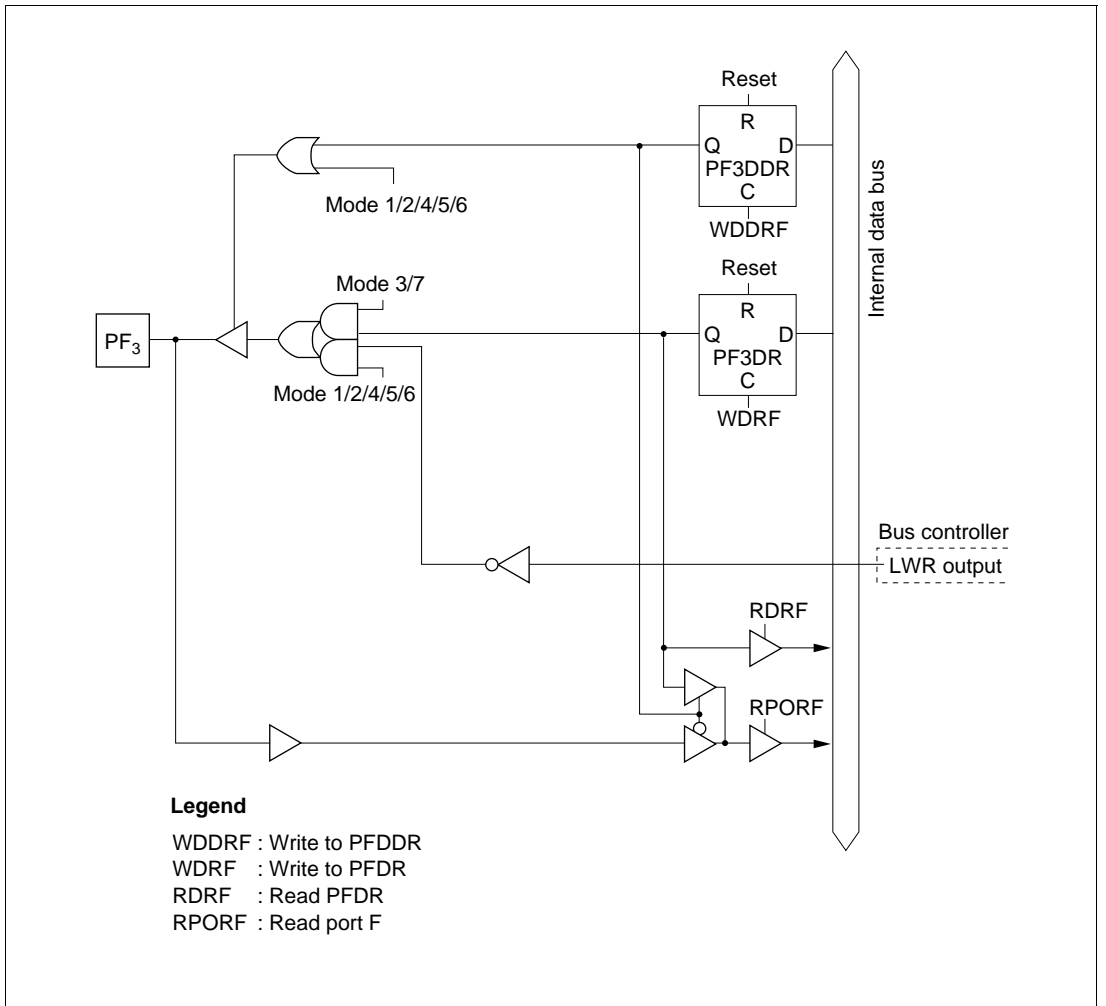 Reset
R
Q D
PF3DDR
C
WDDRF
Mode 1/2/4/5/6
Internal data bus
Reset
R
Q D
PF3DR
C
WDRF
Mode 3/7
PF3
Mode 1/2/4/5/6
Bus controller
LWR output
RDRF
RPORF
Legend
WDDRF : Write to PFDDR
WDRF : Write to PFDR
RDRF : Read PFDR
RPORF : Read port F